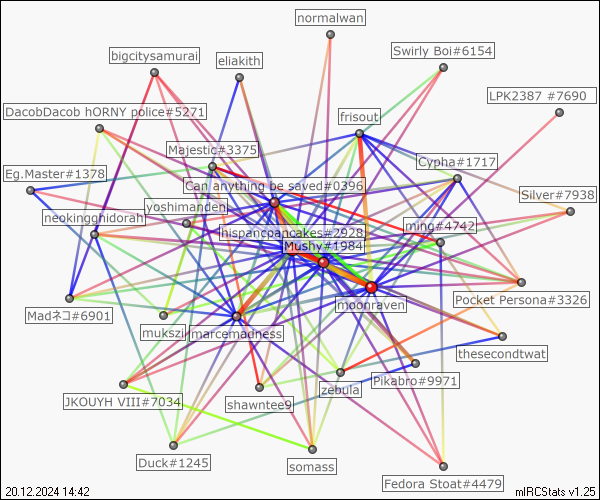 normalwan
Swirly Boi#6154
bigcitysamurai
eliakith
LPK2387 #7690
DacobDacob hORNY police#5271
frisout
Majestic#3375
Cypha#1717
Eg.Master#1378
Can anything be saved#0396
Silver#7938
yoshimanden
neokingghidorah
ming#4742
hispancpancakes#2928
Mushy#1984
Pocket Persona#3326
moonraven
Madネコ#6901
mukszi
marcemadness
thesecondtwat
Pikabro#9971
zebula
JKOUYH VIII#7034
shawntee9
Duck#1245
somass
Fedora Stoat#4479
20.12.2024 14:42
mIRCStats v1.25